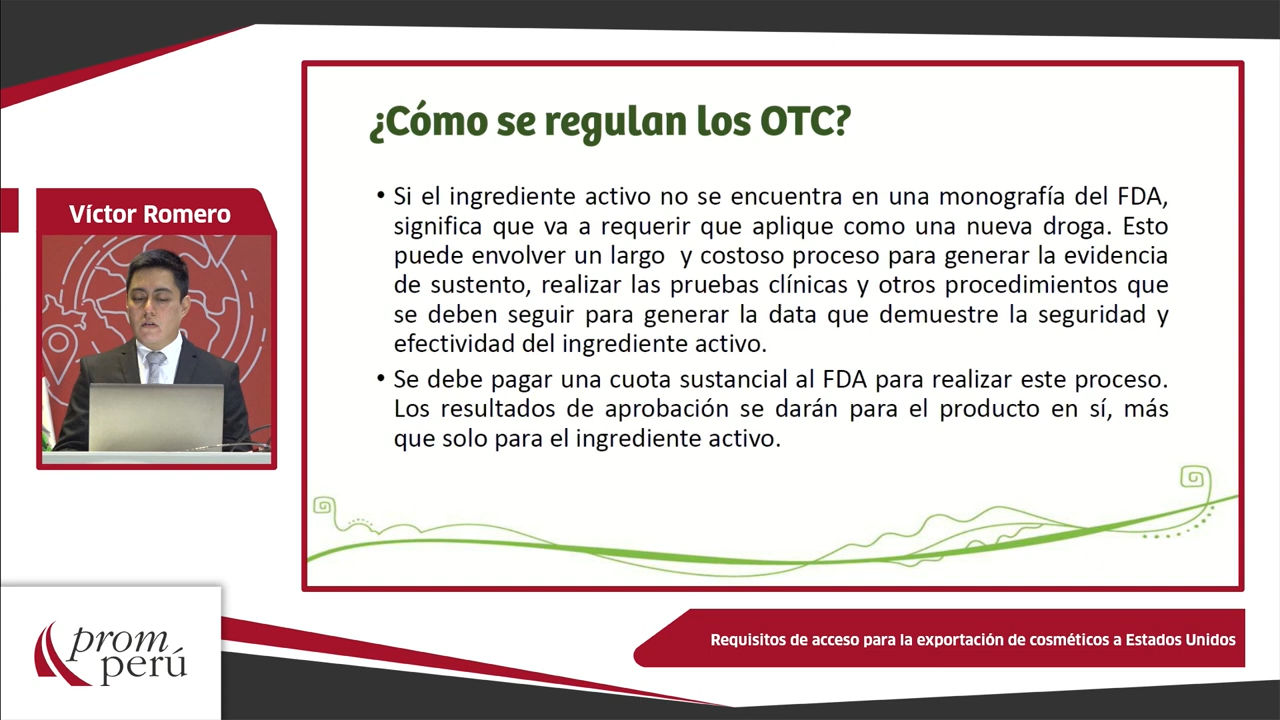 ¿Cómo se regulan los OTC?
• Si el ingrediente activo no se encuentra en una monografía del FDA,
significa que va a requerir que aplique como una nueva droga. Esto
puede envolver un largo y costoso proceso para generar la evidencia
de sustento, realizar las pruebas clínicas y otros procedimientos que
se deben seguir para generar la data que demuestre la seguridad y
efectividad del ingrediente activo.
• Se debe pagar una cuota sustancial al FDA para realizar este proceso.
Los resultados de aprobación se darán para el producto en sí, más
que solo para el ingrediente activo.
Víctor Romero
prom
perú
Requisitos de acceso para la exportación de cosméticos a Estados Unidos